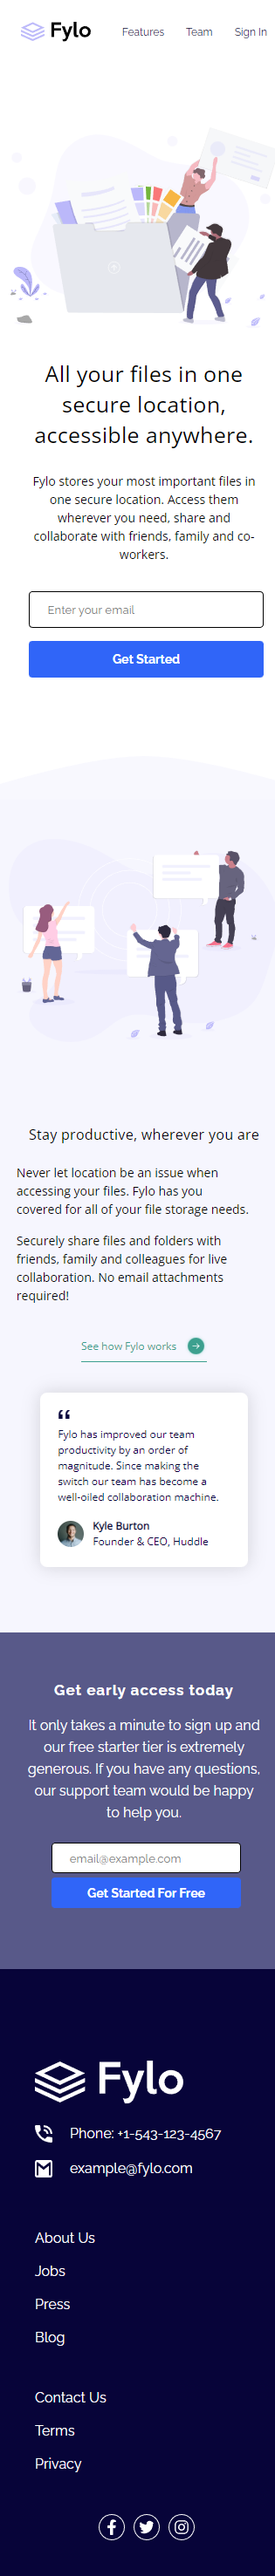 Fylo
Features
Team
Sign In
All your files in one
secure location,
accessible anywhere.
Fylo stores your most important files in
one secure location. Access them
wherever you need, share and
collaborate with friends, family and co-
workers.
Enter your email
Get Started
Stay productive, wherever you are
Never let location be an issue when
accessing your files. Fylo has you
covered for all of your file storage needs.
Securely share files and folders with
friends, family and colleagues for live
collaboration. No email attachments
required!
See how Fylo works
“
Fylo has improved our team
productivity by an order of
magnitude. Since making the
switch our team has become a
well-oiled collaboration machine.
Kyle Burton
Founder & CEO, Huddle
Get early access today
It only takes a minute to sign up and
our free starter tier is extremely
generous. If you have any questions,
our support team would be happy
to help you.
email@example.com
Get Started For Free
Fylo
Phone: +1-543-123-4567
example@fylo.com
About Us
Jobs
Press
Blog
Contact Us
Terms
Privacy